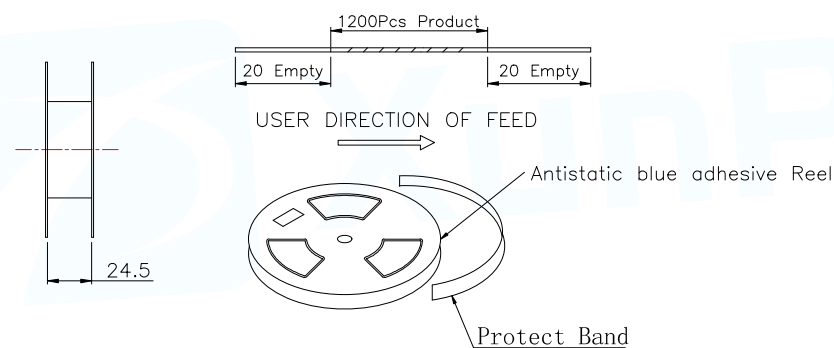 1200Pcs Product
20 Empty
20 Empty
USER DIRECTION OF FEED
Antistatic blue adhesive Reel
24.5
Protect Band